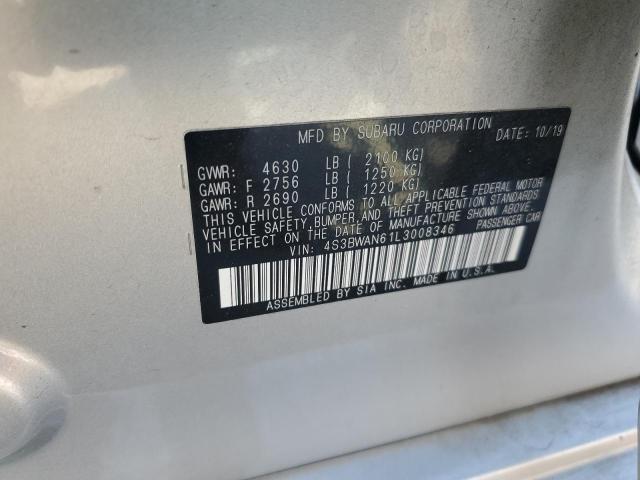 MFD BY SUBARU CORPORATION DATE: 10/19
GVWR: 4630 LB ( 2100 KG)
GAWR: F 2756 LB ( 1250 KG)
GAWR: R 2690 LB ( 1220 KG)
THIS VEHICLE CONFORMS TO ALL APPLICABLE FEDERAL MOTOR
VEHICLE SAFETY, BUMPER, AND THEFT PREVENTION STANDARDS
IN EFFECT ON THE DATE OF MANUFACTURE SHOWN ABOVE.
VIN: 4S3BWAN61L3008346 PASSENGER CAR
ASSEMBLED BY SIA INC. MADE IN U.S.A.